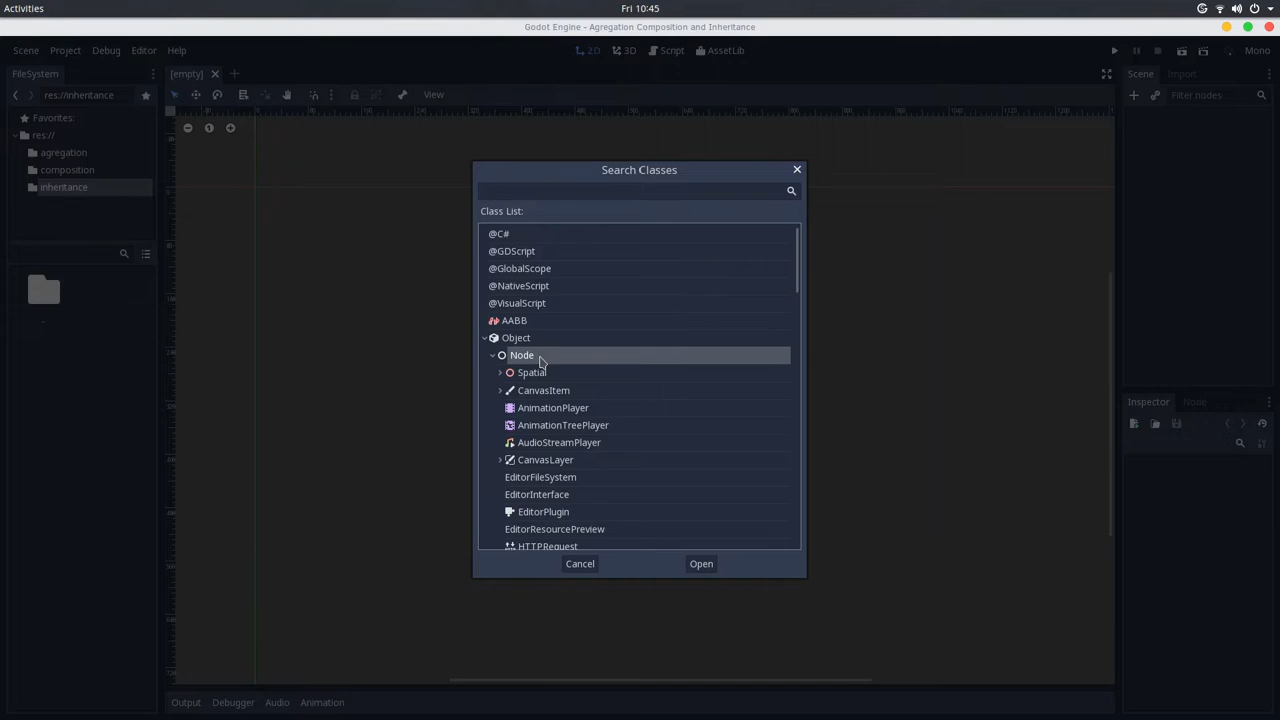 Activities
Fri 10:45
Godot Engine - Agregation Composition and Inheritance
Scene Project Debug Editor Help
2D 3D Script AssetLib
Mono
FileSystem
[empty]
Scene Import
res://inheritance
View
Filter nodes
Favorites:
res://
agregation
composition
inheritance
Search Classes
Class List:
@C#
@GDScript
@GlobalScope
@NativeScript
@VisualScript
AABB
Object
Node
Spatial
CanvasItem
AnimationPlayer
AnimationTreePlayer
AudioStreamPlayer
CanvasLayer
EditorFileSystem
EditorInterface
EditorPlugin
EditorResourcePreview
HTTPRequest
Cancel
Open
Inspector Node
Output Debugger Audio Animation